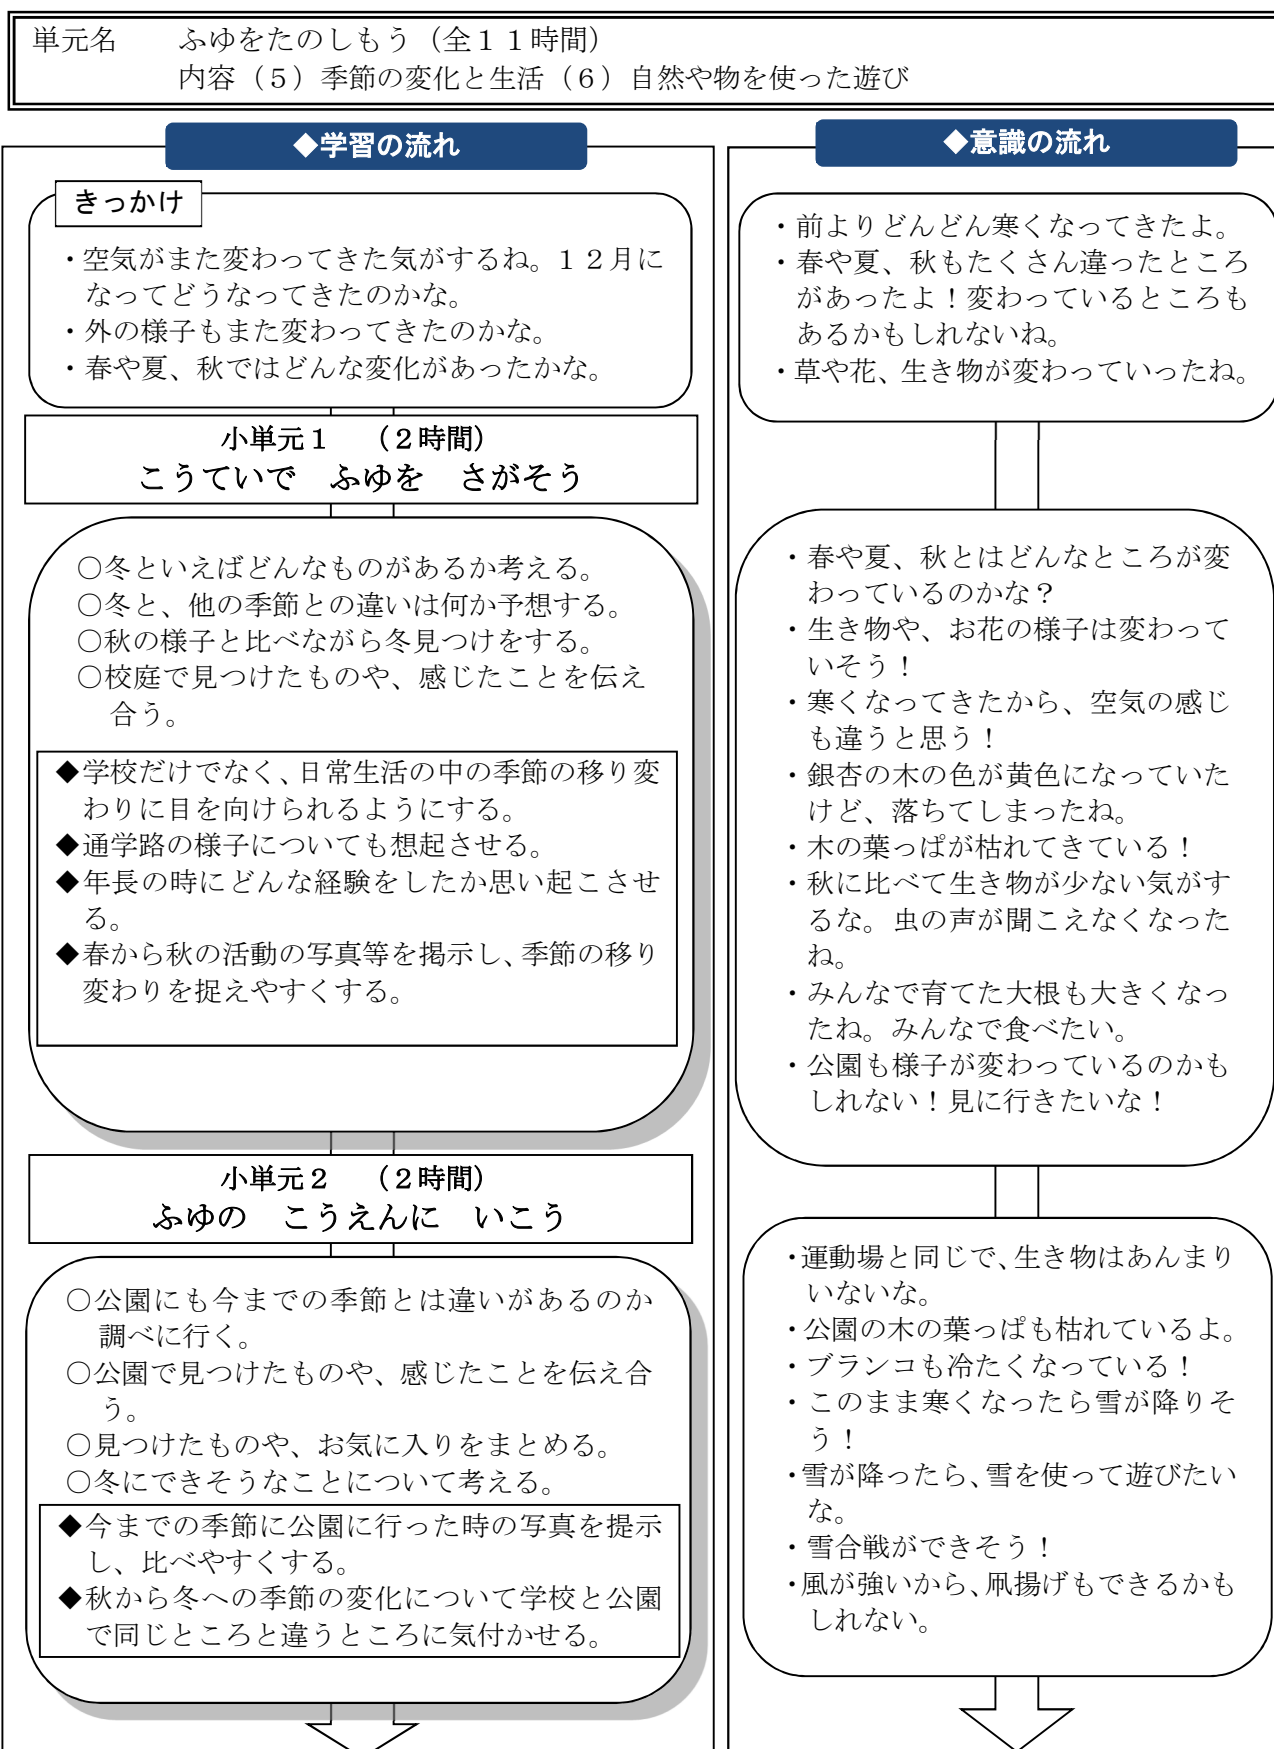 単元名　　ふゆをたのしもう（全１１時間）
内容（５）季節の変化と生活（６）自然や物を使った遊び
◆学習の流れ
きっかけ
・空気がまた変わってきた気がするね。１２月に
なってどうなってきたのかな。
・外の様子もまた変わってきたのかな。
・春や夏、秋ではどんな変化があったかな。
小単元１　（２時間）
こうていで　ふゆを　さがそう
○冬といえばどんなものがあるか考える。
○冬と、他の季節との違いは何か予想する。
○秋の様子と比べながら冬見つけをする。
○校庭で見つけたものや、感じたことを伝え
合う。
◆学校だけでなく、日常生活の中の季節の移り変
わりに目を向けられるようにする。
◆通学路の様子についても想起させる。
◆年長の時にどんな経験をしたか思い起こさせ
る。
◆春から秋の活動の写真等を掲示し、季節の移り
変わりを捉えやすくする。
小単元２　（２時間）
ふゆの　こうえんに　いこう
○公園にも今までの季節とは違いがあるのか
調べに行く。
○公園で見つけたものや、感じたことを伝え合
う。
○見つけたものや、お気に入りをまとめる。
○冬にできそうなことについて考える。
◆今までの季節に公園に行った時の写真を提示
し、比べやすくする。
◆秋から冬への季節の変化について学校と公園
で同じところと違うところに気付かせる。
◆意識の流れ
・前よりどんどん寒くなってきたよ。
・春や夏、秋もたくさん違ったところ
があったよ！変わっているところも
あるかもしれないね。
・草や花、生き物が変わっていったね。
・春や夏、秋とはどんなところが変
わっているのかな？
・生き物や、お花の様子は変わって
いそう！
・寒くなってきたから、空気の感じ
も違うと思う！
・銀杏の木の色が黄色になっていた
けど、落ちてしまったね。
・木の葉っぱが枯れてきている！
・秋に比べて生き物が少ない気がす
るな。虫の声が聞こえなくなった
ね。
・みんなで育てた大根も大きくなっ
たね。みんなで食べたい。
・公園も様子が変わっているのかも
しれない！見に行きたいな！
・運動場と同じで、生き物はあんまり
いないな。
・公園の木の葉っぱも枯れているよ。
・ブランコも冷たくなっている！
・このまま寒くなったら雪が降りそ
う！
・雪が降ったら、雪を使って遊びたい
な。
・雪合戦ができそう！
・風が強いから、凧揚げもできるかも
しれない。